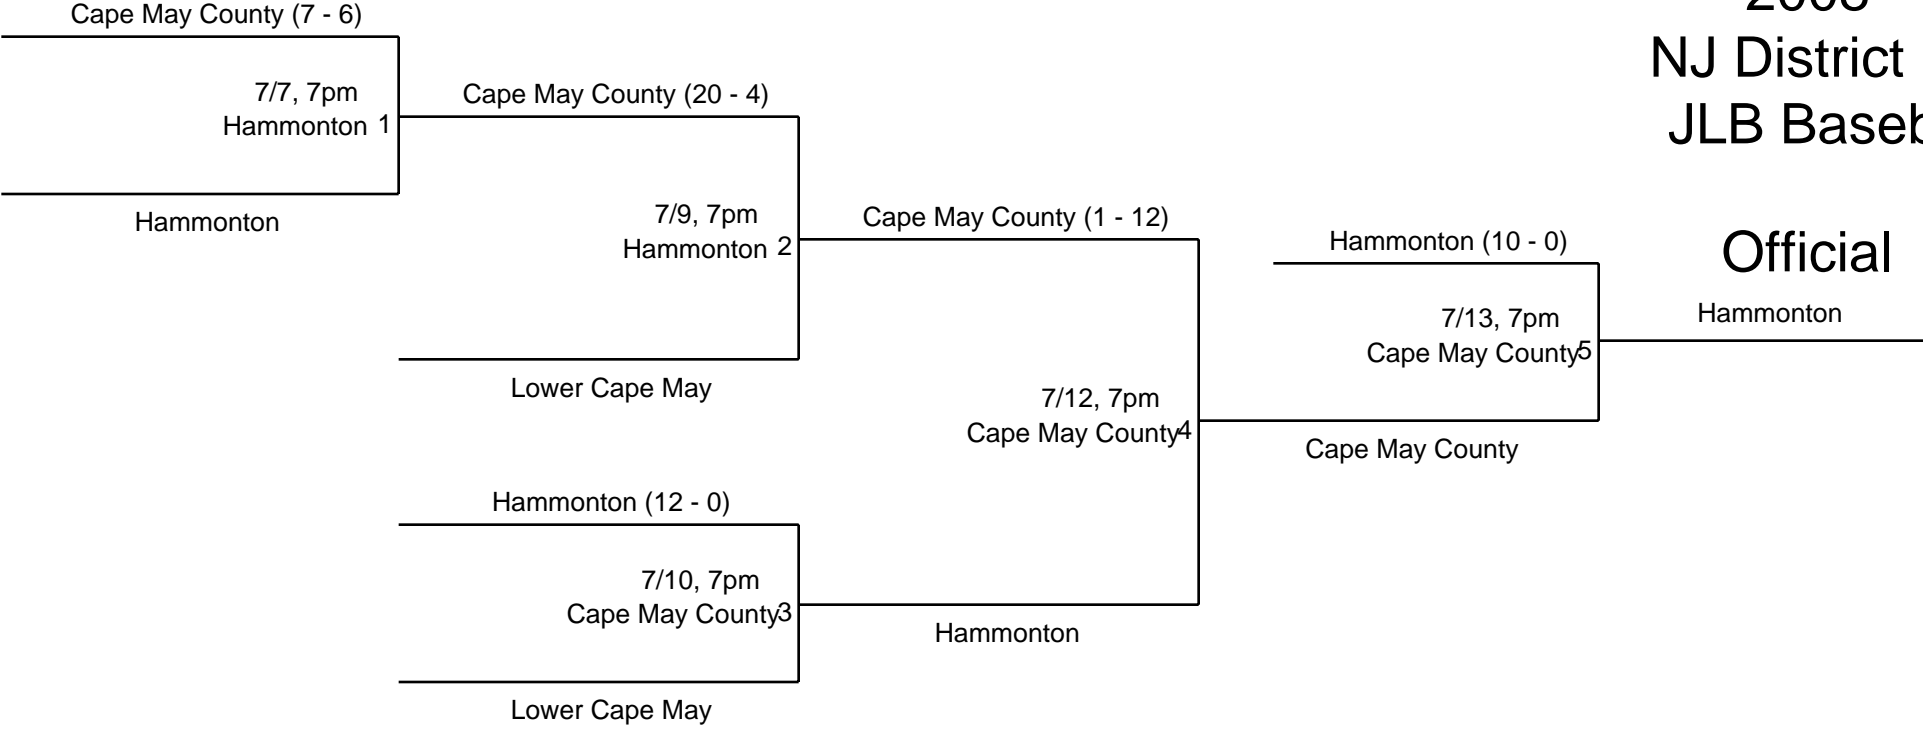 Cape May County (7 - 6)
7/7, 7pm
Hammonton 1
Hammonton
Cape May County (20 - 4)
7/9, 7pm
Hammonton 2
Lower Cape May
Cape May County (1 - 12)
Hammonton (12 - 0)
7/10, 7pm
Cape May County3
Lower Cape May
7/12, 7pm
Cape May County4
Hammonton
Hammonton (10 - 0)
7/13, 7pm
Cape May County5
Cape May County
NJ District
JLB Baseb
Official
Hammonton